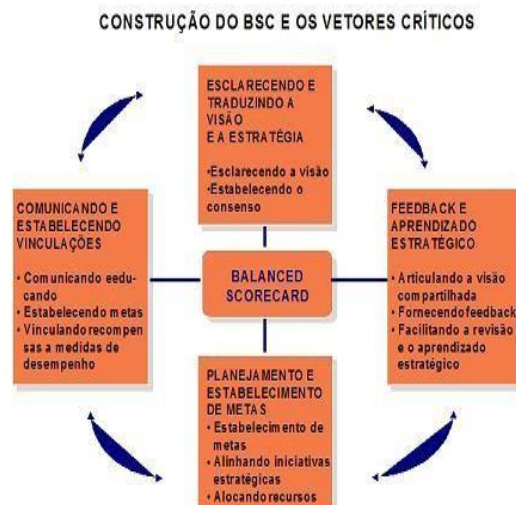 CONSTRUÇÃO DO BSC E OS VETORES CRÍTICOS
ESCLARECENDO E
TRADUZINDO A
VISÃO
E A ESTRATÉGIA
•Esclarecendo a visão
•Estabelecendo o
consenso
COMUNICANDO E
ESTABELECENDO
VINCULAÇÕES
• Comunicando eedu-
cando
• Estabelecendo metas
• Vinculando recompen
sas a medidas de
desempenho
BALANCED
SCORECARD
FEEDBACK E
APRENDIZADO
ESTRATÉGICO
• Articulando a visão
compartilhada
• Fornecendo feedback
• Facilitando a revisão
e o aprendizado
estratégico
PLANEJAMENTO E
ESTABELECIMENTO
DE METAS
• Estabelecimento de
metas
• Alinhando iniciativas
estratégicas
• Alocando recursos